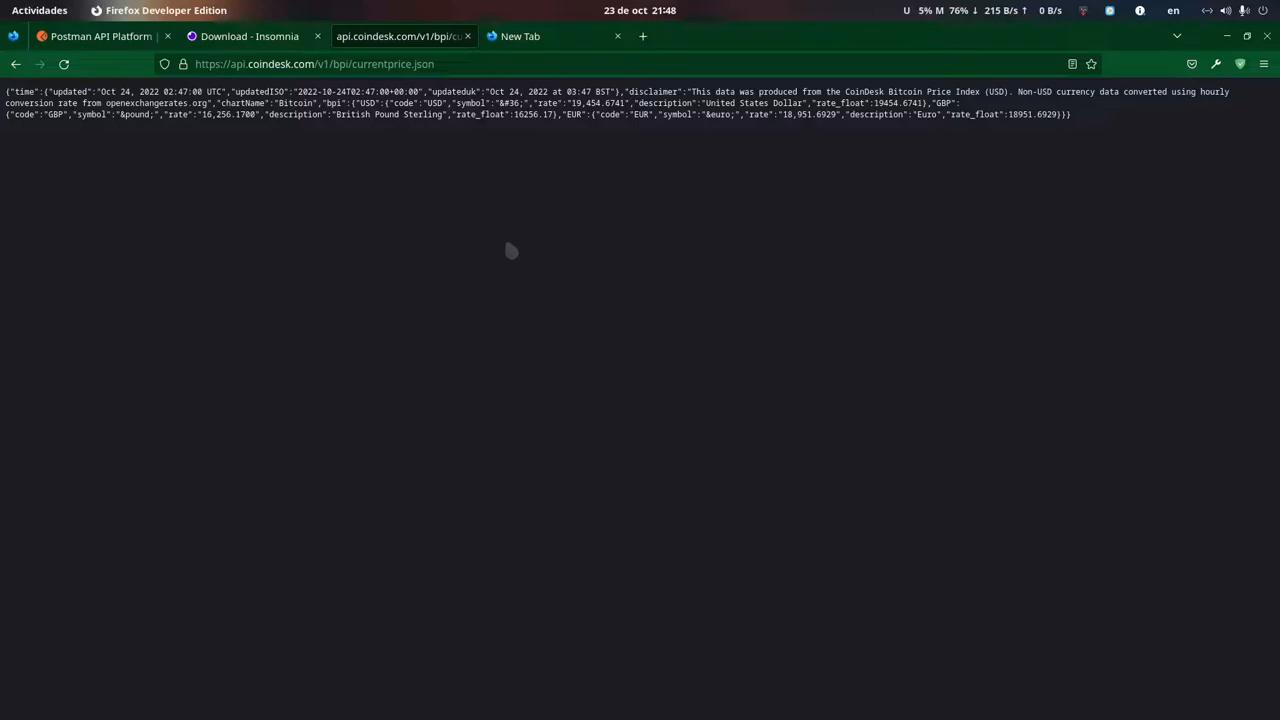 Actividades Firefox Developer Edition 23 de oct 21:48 U 5% M 76% ↓ 215 B/s ↑ 0 B/s en
Postman API Platform | Download - Insomnia api.coindesk.com/v1/bpi/cu New Tab
https://api.coindesk.com/v1/bpi/currentprice.json
{"time":{"updated":"Oct 24, 2022 02:47:00 UTC","updatedISO":"2022-10-24T02:47:00+00:00","updateduk":"Oct 24, 2022 at 03:47 BST"},"disclaimer":"This data was produced from the CoinDesk Bitcoin Price Index (USD). Non-USD currency data converted using hourly
conversion rate from openexchangerates.org","chartName":"Bitcoin","bpi":{"USD":{"code":"USD","symbol":"&#36;","rate":"19,454.6741","description":"United States Dollar","rate_float":19454.6741},"GBP":
{"code":"GBP","symbol":"&pound;","rate":"16,256.1700","description":"British Pound Sterling","rate_float":16256.17},"EUR":{"code":"EUR","symbol":"&euro;","rate":"18,951.6929","description":"Euro","rate_float":18951.6929}}}